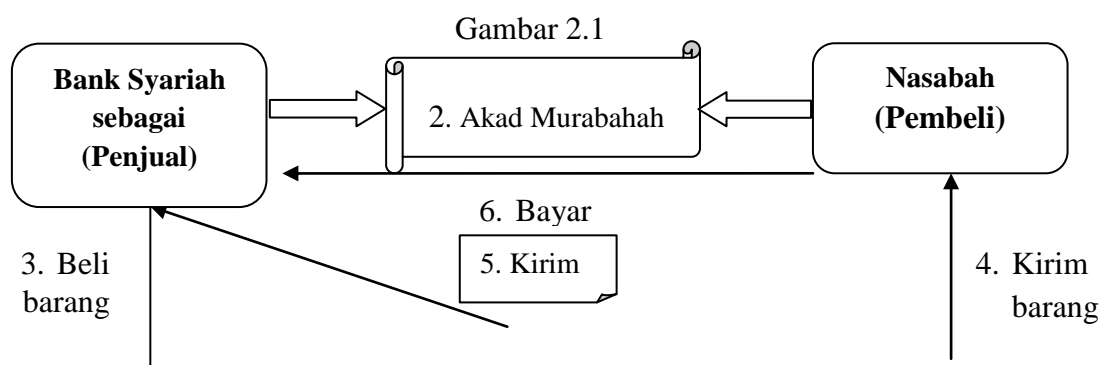 Gambar 2.1
Bank Syariah
sebagai
(Penjual)
2. Akad Murabahah
Nasabah
(Pembeli)
6. Bayar
5. Kirim
3. Beli
barang
4. Kirim
barang